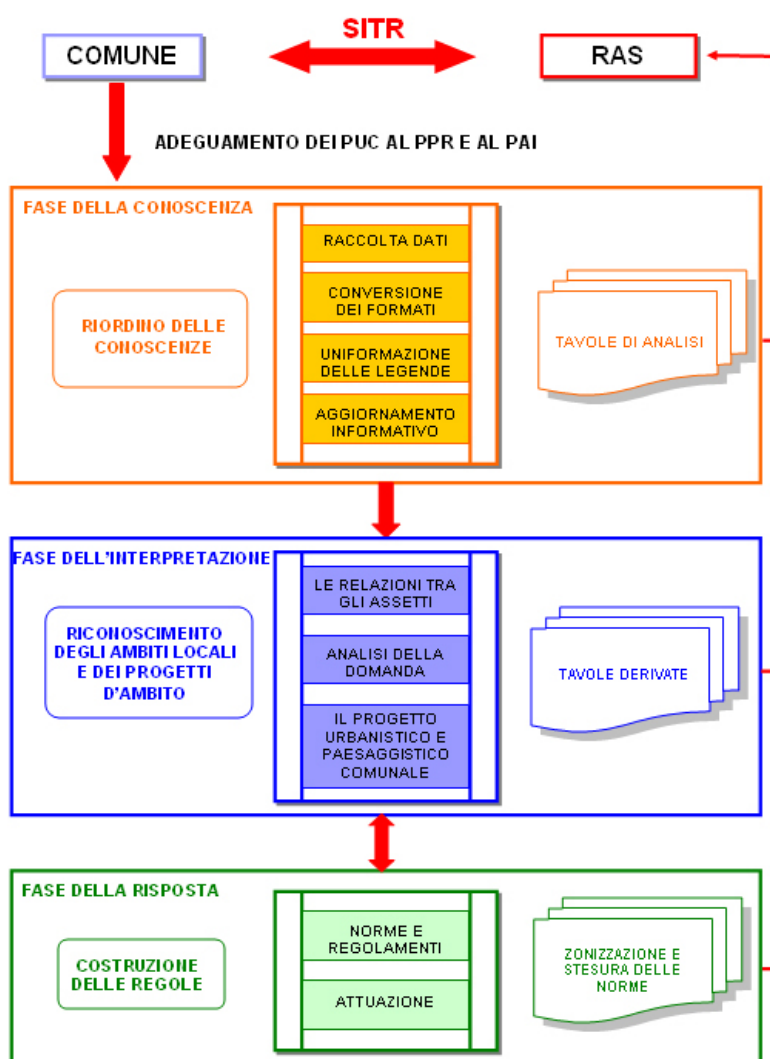 SITR
COMUNE
RAS
ADEGUAMENTO DEI PUC AL PPR E AL PAI
FASE DELLA CONOSCENZA
RIORDINO DELLE
CONOSCENZE
RACCOLTA DATI
CONVERSIONE
DEI FORMATI
UNIFORMAZIONE
DELLE LEGENDE
AGGIORNAMENTO
INFORMATIVO
TAVOLE DI ANALISI
FASE DELL'INTERPRETAZIONE
RICONOSCIMENTO
DEGLI AMBITI LOCALI
E DEI PROGETTI
D'AMBITO
LE RELAZIONI TRA
GLI ASSETTI
ANALISI DELLA
DOMANDA
IL PROGETTO
URBANISTICO E
PAESAGGISTICO
COMUNALE
TAVOLE DERIVATE
FASE DELLA RISPOSTA
COSTRUZIONE
DELLE REGOLE
NORME E
REGOLAMENTI
ATTUAZIONE
ZONIZZAZIONE E
STESURA DELLE
NORME